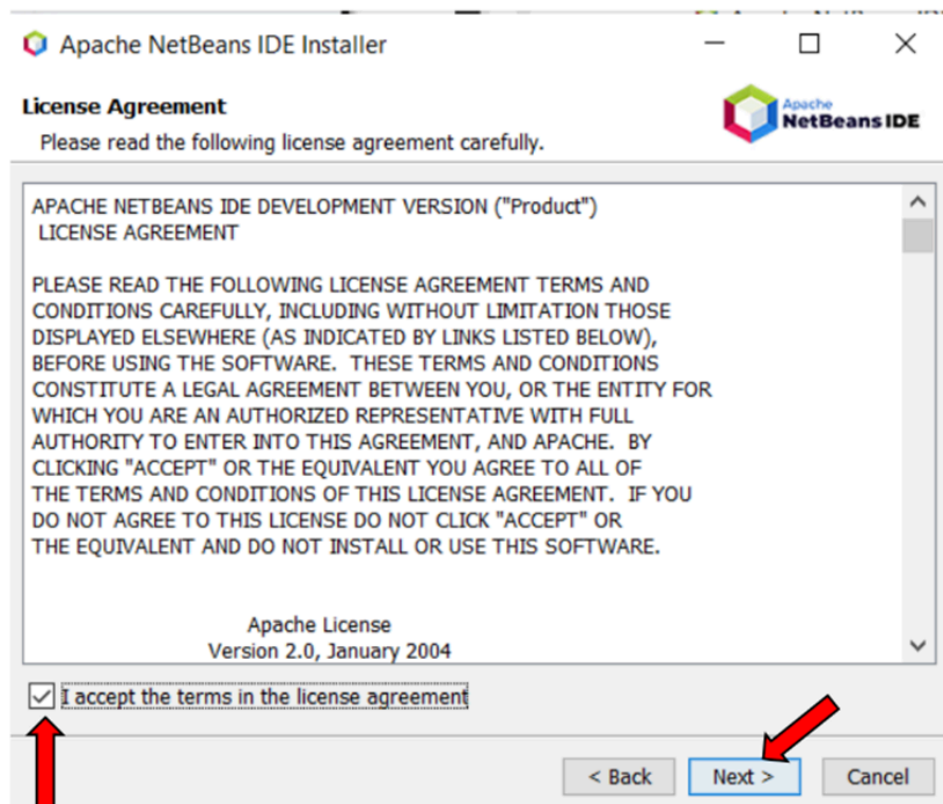 Apache NetBeans IDE Installer
License Agreement
Apache
NetBeans IDE
Please read the following license agreement carefully.
APACHE NETBEANS IDE DEVELOPMENT VERSION ("Product")
LICENSE AGREEMENT
PLEASE READ THE FOLLOWING LICENSE AGREEMENT TERMS AND
CONDITIONS CAREFULLY, INCLUDING WITHOUT LIMITATION THOSE
DISPLAYED ELSEWHERE (AS INDICATED BY LINKS LISTED BELOW),
BEFORE USING THE SOFTWARE.  THESE TERMS AND CONDITIONS
CONSTITUTE A LEGAL AGREEMENT BETWEEN YOU, OR THE ENTITY FOR
WHICH YOU ARE AN AUTHORIZED REPRESENTATIVE WITH FULL
AUTHORITY TO ENTER INTO THIS AGREEMENT, AND APACHE.  BY
CLICKING "ACCEPT" OR THE EQUIVALENT YOU AGREE TO ALL OF
THE TERMS AND CONDITIONS OF THIS LICENSE AGREEMENT.  IF YOU
DO NOT AGREE TO THIS LICENSE DO NOT CLICK "ACCEPT" OR
THE EQUIVALENT AND DO NOT INSTALL OR USE THIS SOFTWARE.
Apache License
Version 2.0, January 2004
I accept the terms in the license agreement
< Back
Next >
Cancel